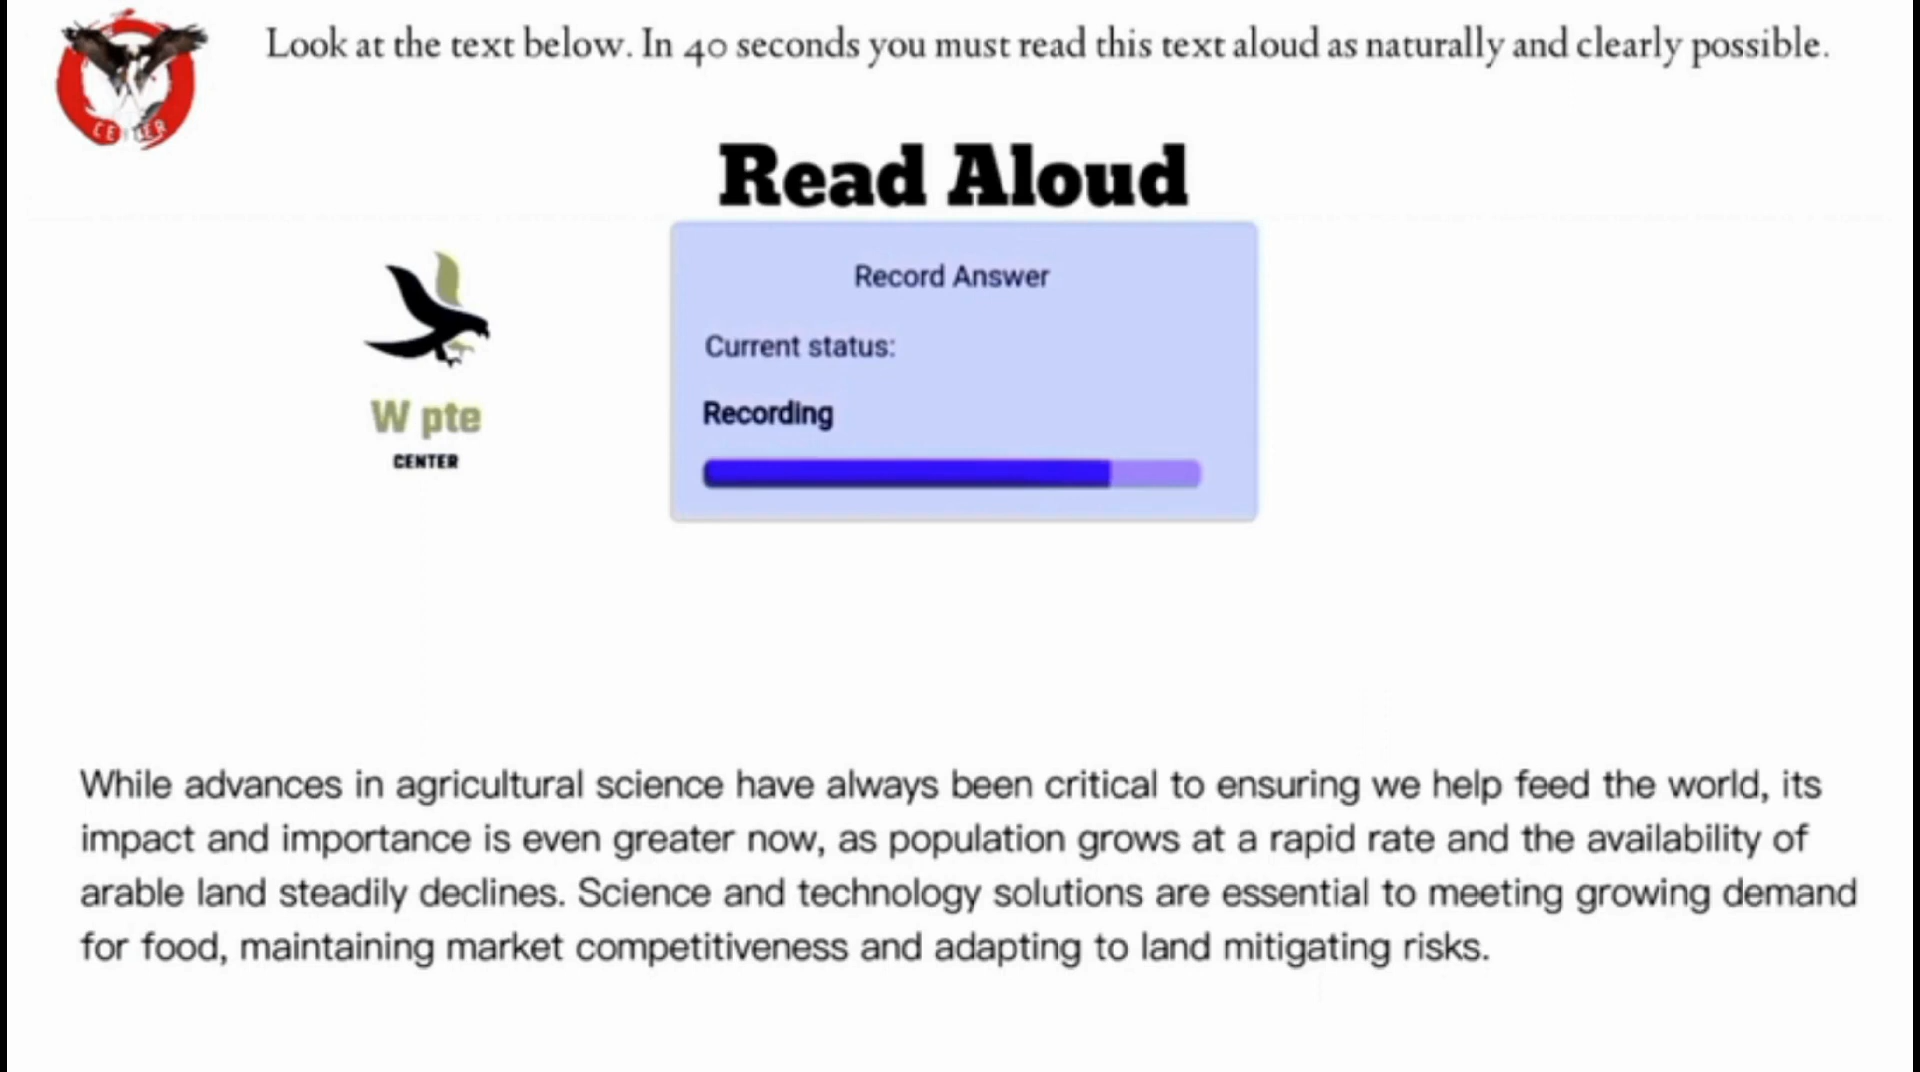 Look at the text below. In 40 seconds you must read this text aloud as naturally and clearly possible.
W
CENTER
Read Aloud
Record Answer
Current status:
Recording
W pte
CENTER
While advances in agricultural science have always been critical to ensuring we help feed the world, its
impact and importance is even greater now, as population grows at a rapid rate and the availability of
arable land steadily declines. Science and technology solutions are essential to meeting growing demand
for food, maintaining market competitiveness and adapting to land mitigating risks.